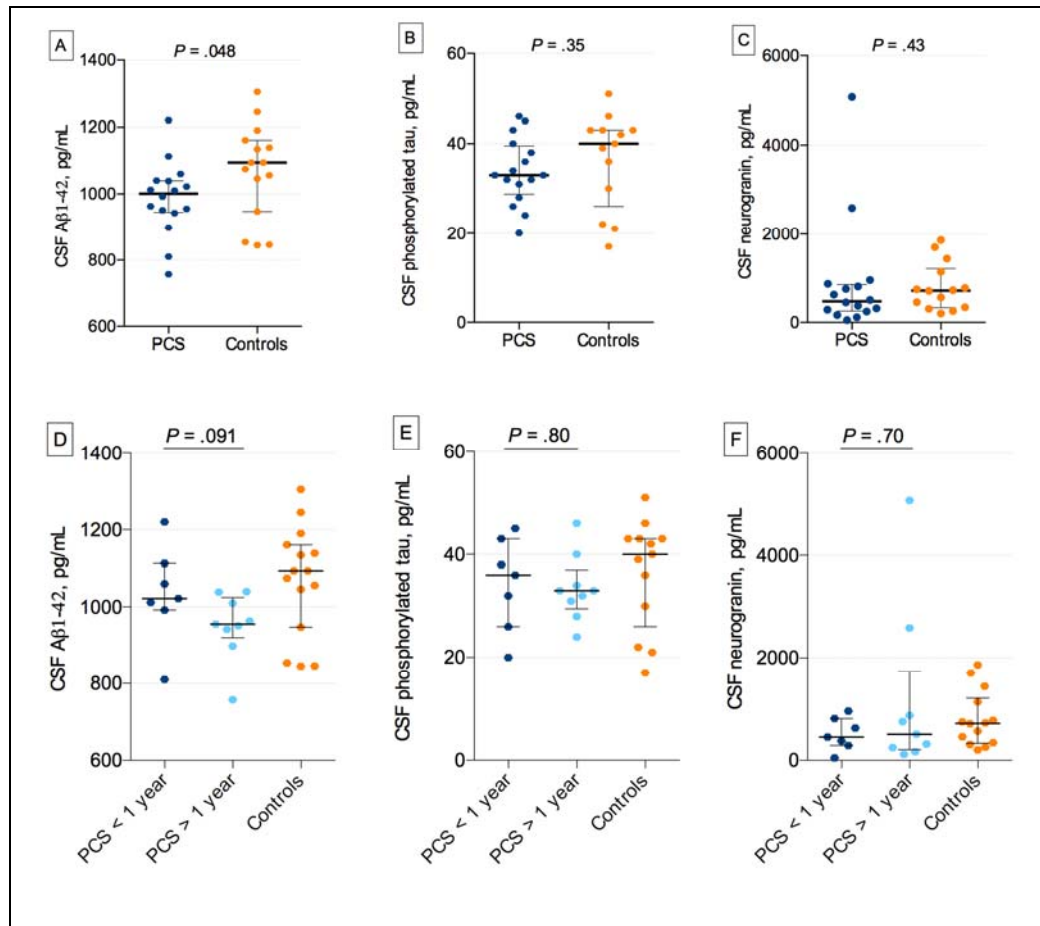 A
P = .048
CSF Aβ1-42, pg/mL
1400
1200
1000
800
600
PCS
Controls
B
P = .35
CSF phosphorylated tau, pg/mL
60
40
20
0
PCS
Controls
C
P = .43
CSF neurogranin, pg/mL
6000
4000
2000
0
PCS
Controls
D
P = .091
CSF Aβ1-42, pg/mL
1400
1200
1000
800
600
PCS < 1 year
PCS > 1 year
Controls
E
P = .80
CSF phosphorylated tau, pg/mL
60
40
20
0
PCS < 1 year
PCS > 1 year
Controls
F
P = .70
CSF neurogranin, pg/mL
6000
4000
2000
0
PCS < 1 year
PCS > 1 year
Controls